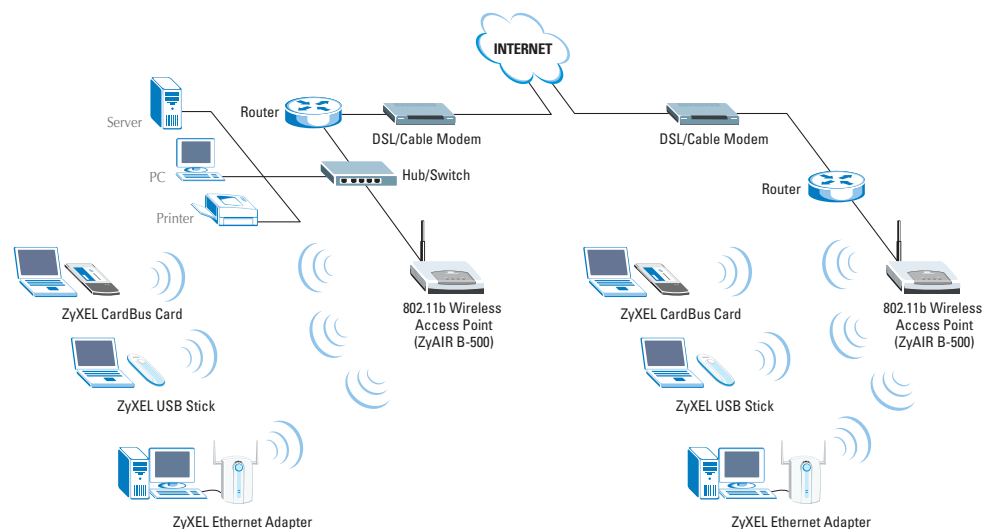 INTERNET
Router
Server
DSL/Cable Modem
DSL/Cable Modem
PC
Hub/Switch
Router
Printer
ZyXEL CardBus Card
802.11b Wireless
Access Point
(ZyAIR B-500)
ZyXEL CardBus Card
802.11b Wireless
Access Point
(ZyAIR B-500)
ZyXEL USB Stick
ZyXEL USB Stick
ZyXEL Ethernet Adapter
ZyXEL Ethernet Adapter